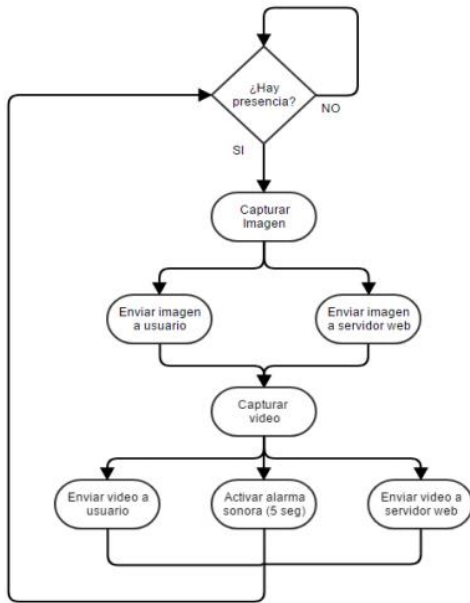 ¿Hay
presencia?
NO
SI
Capturar
Imagen
Enviar imagen
a usuario
Enviar imagen
a servidor web
Capturar
video
Enviar video a
usuario
Activar alarma
sonora (5 seg)
Enviar video a
servidor web